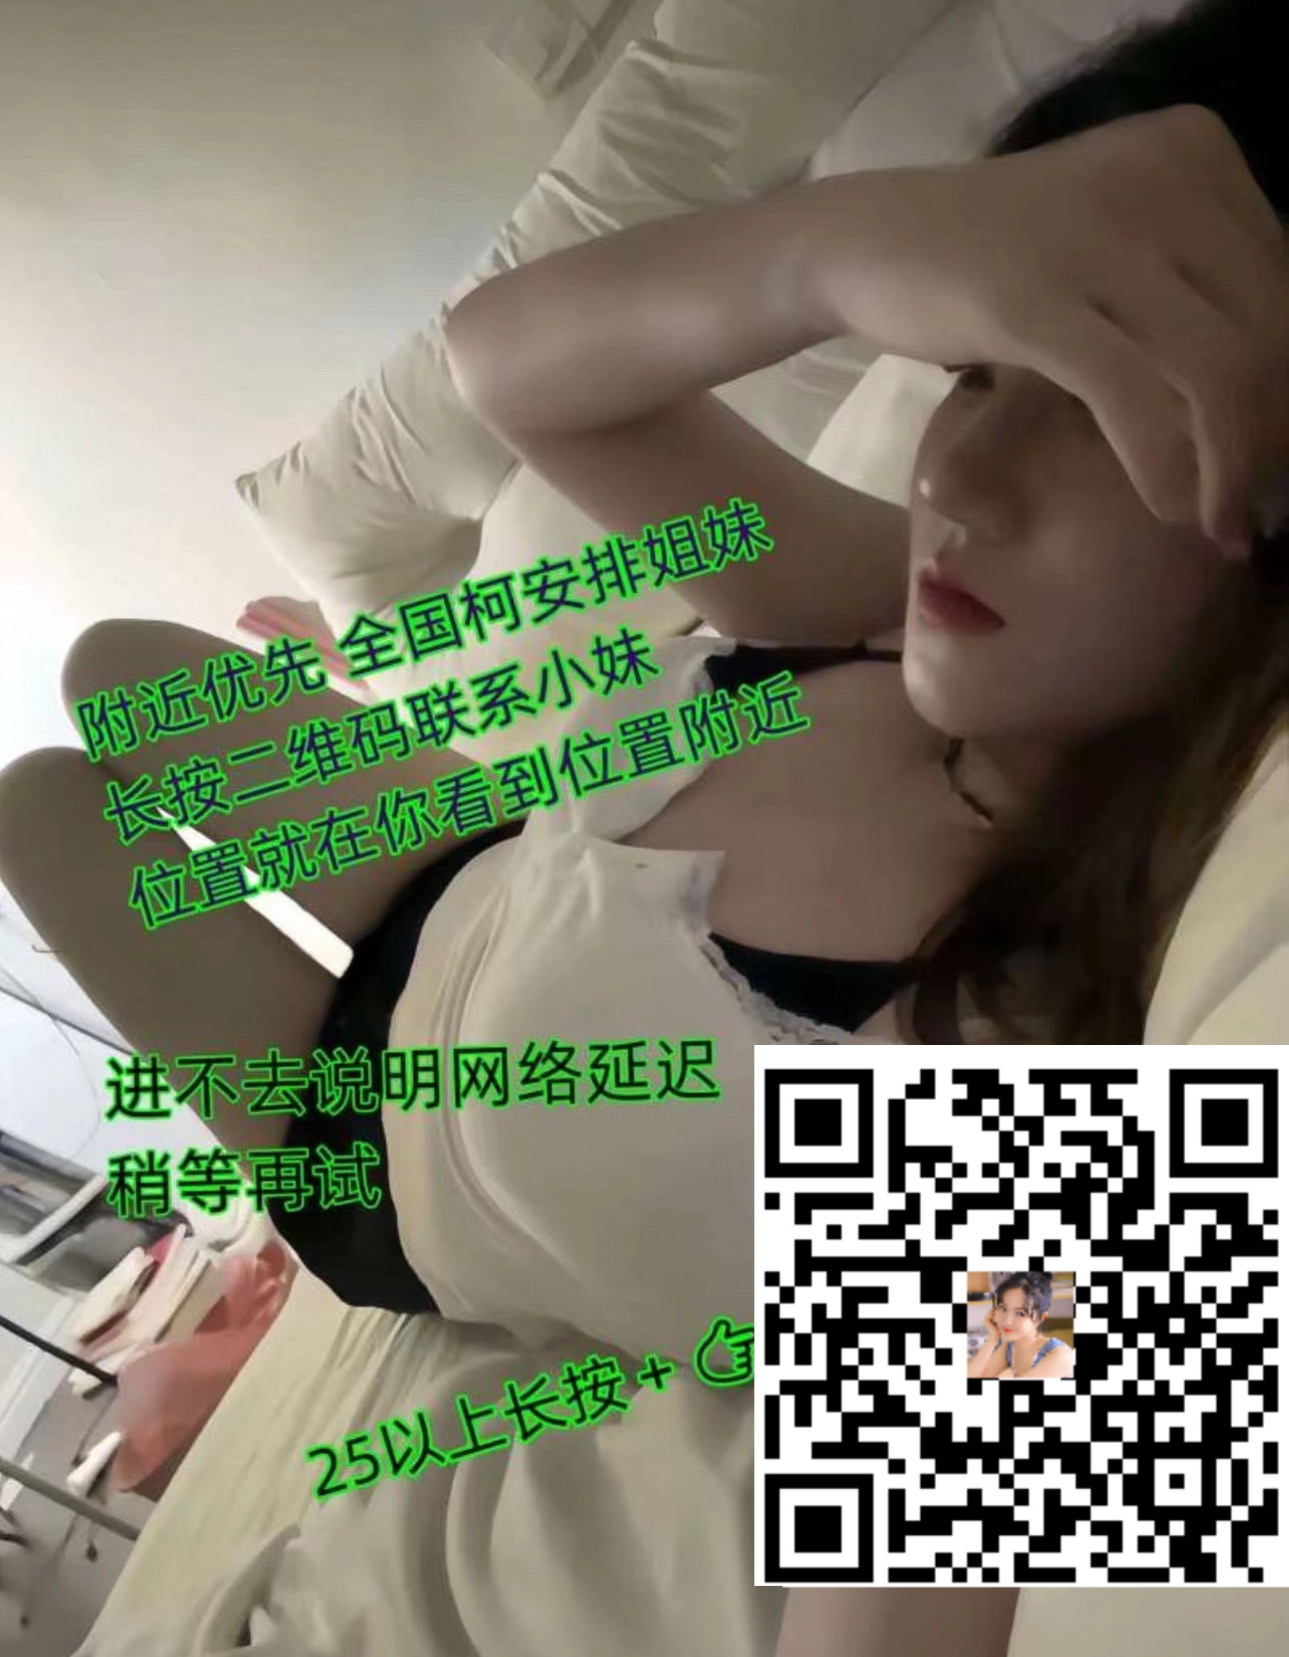 附近优先 全国柯安排姐妹
长按二维码联系小妹
位置就在你看到位置附近
进不去说明网络延迟
稍等再试
25以上长按+